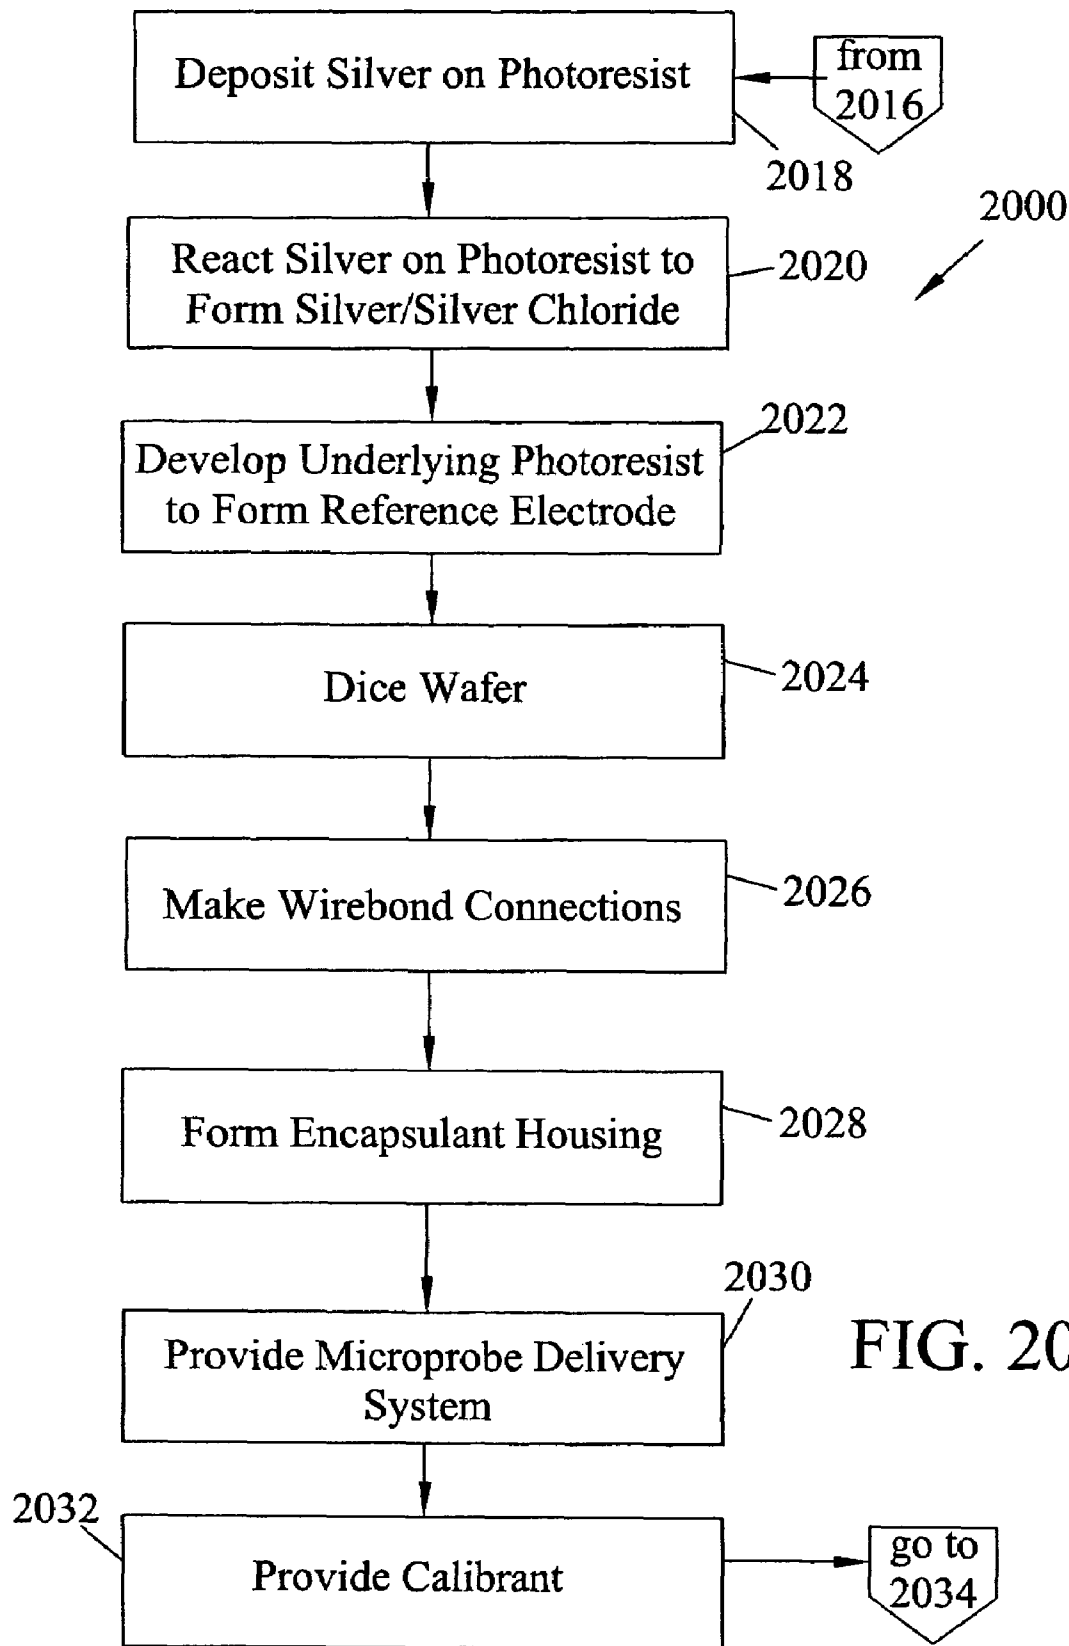 Deposit Silver on Photoresist
from
2016
2018
2000
React Silver on Photoresist to
Form Silver/Silver Chloride
2020
2022
Develop Underlying Photoresist
to Form Reference Electrode
Dice Wafer
2024
Make Wirebond Connections
2026
Form Encapsulant Housing
2028
2030
Provide Microprobe Delivery
System
FIG. 20
2032
Provide Calibrant
go to
2034